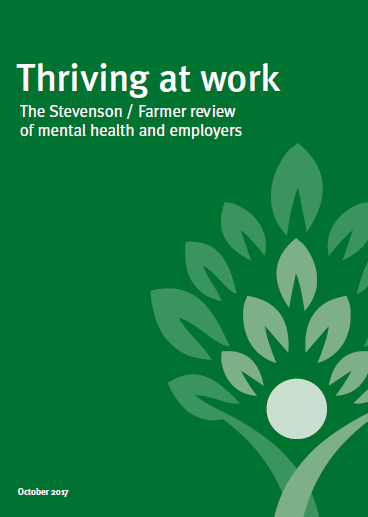 Thriving at work
The Stevenson / Farmer review
of mental health and employers
October 2017